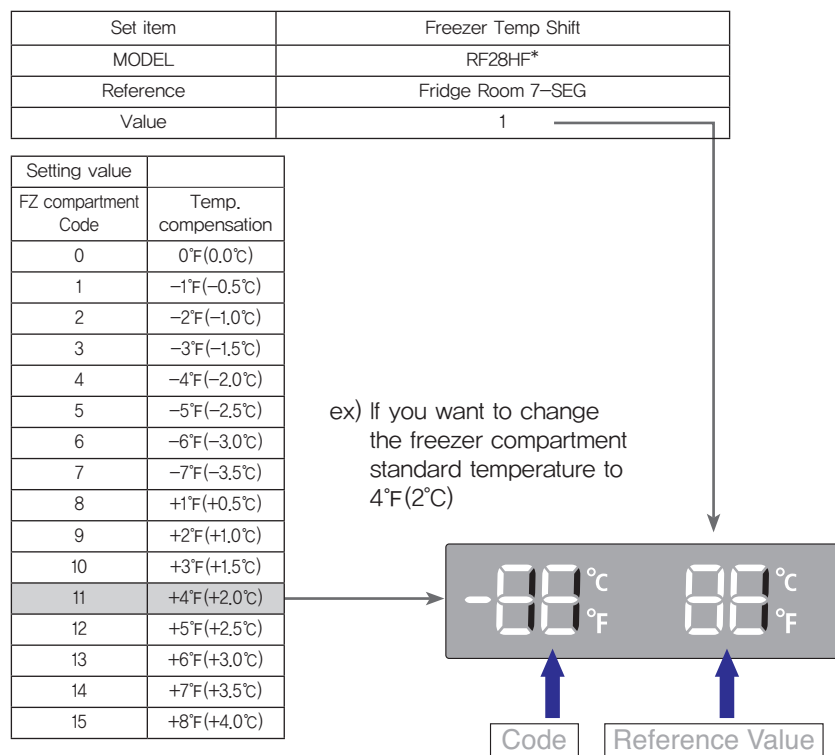 Set item Freezer Temp Shift
MODEL RF28HF*
Reference Fridge Room 7-SEG
Value 1
Setting value
FZ compartment Code Temp. compensation
0 0°F(0.0°C)
1 -1°F(-0.5°C)
2 -2°F(-1.0°C)
3 -3°F(-1.5°C)
4 -4°F(-2.0°C)
5 -5°F(-2.5°C)
6 -6°F(-3.0°C)
7 -7°F(-3.5°C)
8 +1°F(+0.5°C)
9 +2°F(+1.0°C)
10 +3°F(+1.5°C)
11 +4°F(+2.0°C)
12 +5°F(+2.5°C)
13 +6°F(+3.0°C)
14 +7°F(+3.5°C)
15 +8°F(+4.0°C)
ex) If you want to change
the freezer compartment
standard temperature to
4°F(2°C)
-11 °C °F 1 °C °F
Code Reference Value